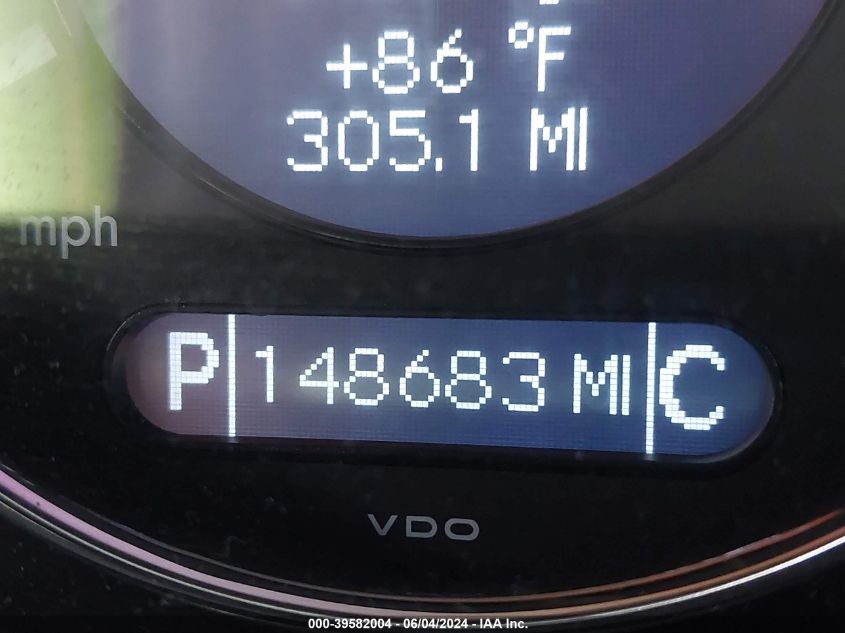 +86 °F
305.1 MI
mph
P 148683 MI C
VDO
000-39582004 - 06/04/2024 - IAA Inc.